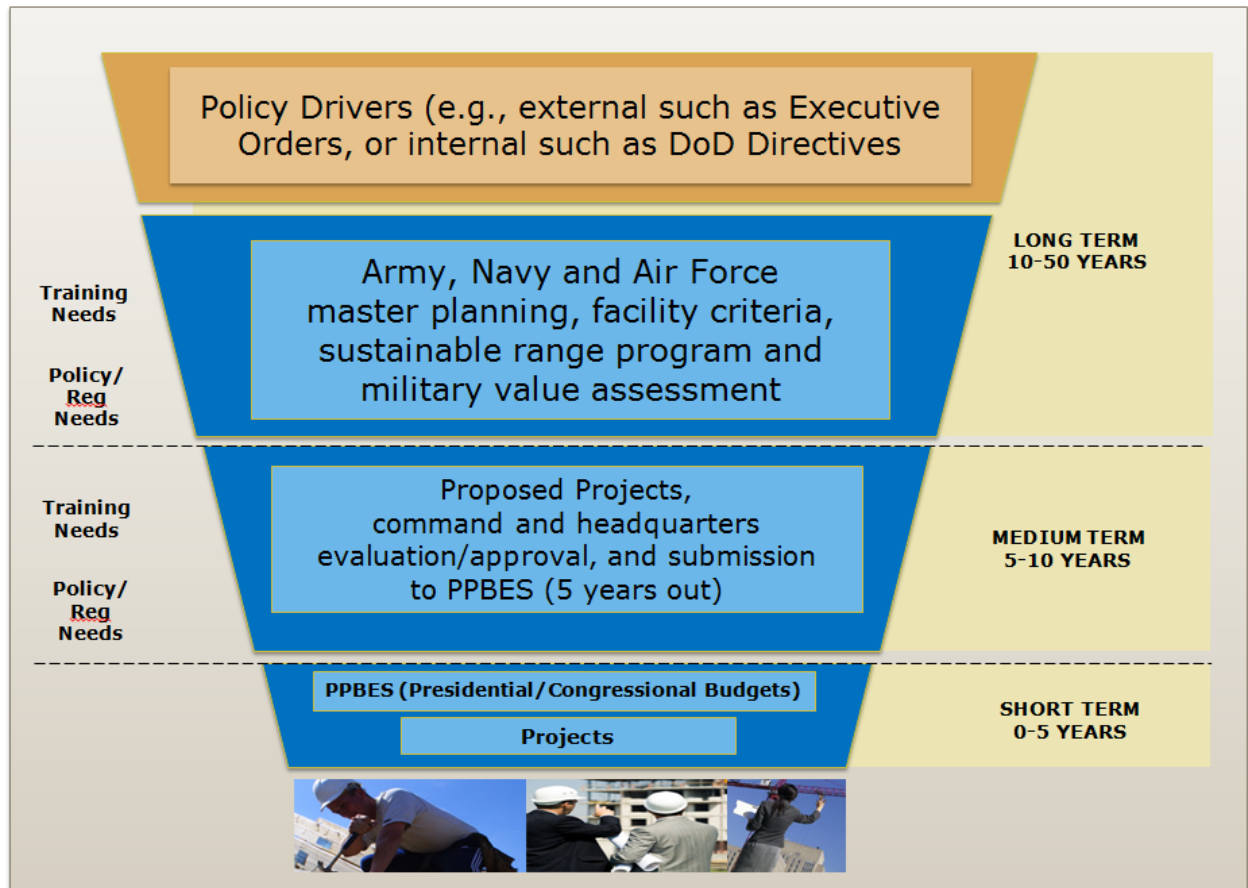 Policy Drivers (e.g., external such as Executive
Orders, or internal such as DoD Directives
LONG TERM
10-50 YEARS
Training
Needs
Policy/
Reg
Needs
Army, Navy and Air Force
master planning, facility criteria,
sustainable range program and
military value assessment
Training
Needs
Policy/
Reg
Needs
Proposed Projects,
command and headquarters
evaluation/approval, and submission
to PPBES (5 years out)
MEDIUM TERM
5-10 YEARS
PPBES (Presidential/Congressional Budgets)
Projects
SHORT TERM
0-5 YEARS